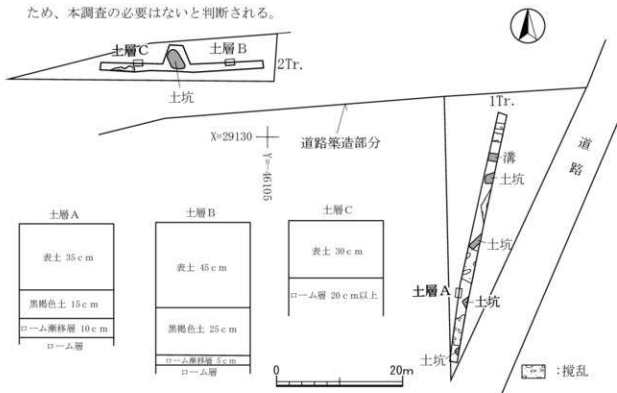 ため、本調査の必要はないと判断される。
土層C
土層B
2Tr.
土坑
1Tr.
X=29130
道路築造部分
Y=-46105
道路
溝
土坑
土坑
土層A
土坑
土坑
土層A
表土 35cm
黒褐色土 15cm
ローム漸移層 10cm
ローム層
土層B
表土 45cm
黒褐色土 25cm
ローム漸移層 5cm
ローム層
土層C
表土 30cm
ローム層 20cm以上
0
20m
:撹乱